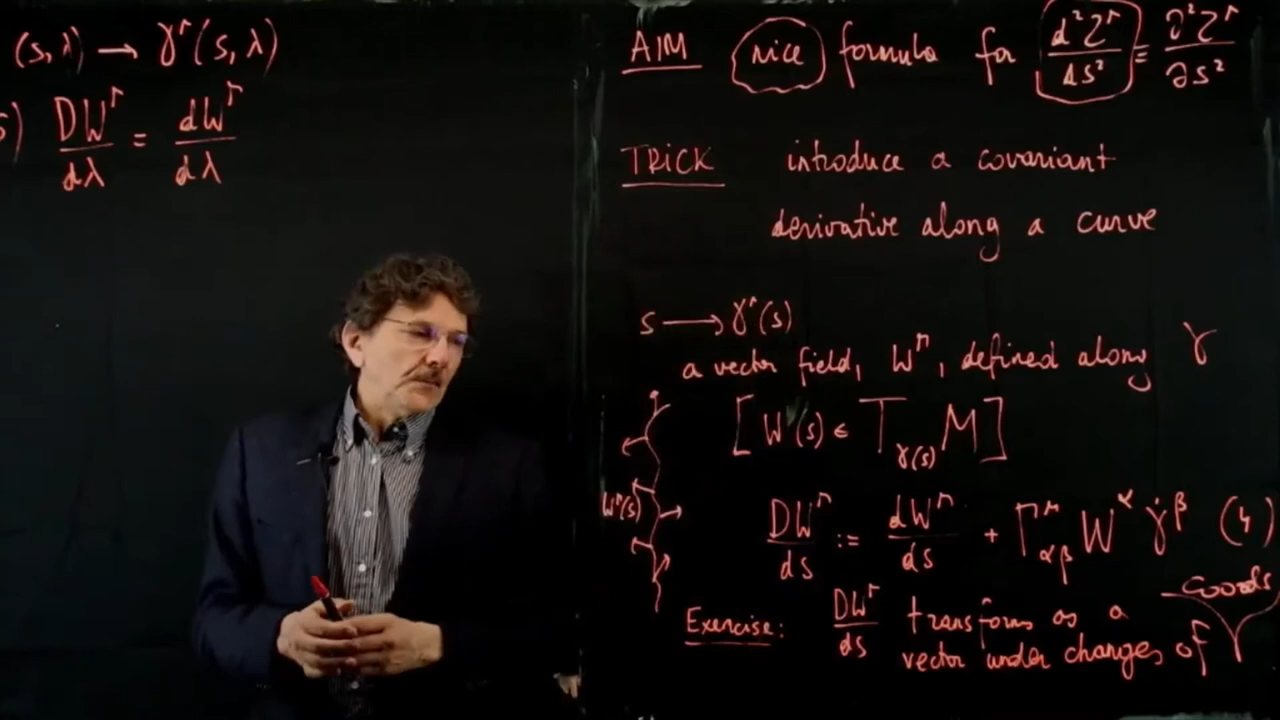 (s, λ) → γ^μ(s, λ)
5) DW^μ/dλ = dW^μ/dλ
AIM nice formula for d²Z^μ/ds² = ∂²Z^μ/∂s²
TRICK introduce a covariant
derivative along a curve
s → γ^μ(s)
a vector field, W^μ, defined along γ
[W(s) ∈ T_γ(s) M]
W^μ(s)
DW^μ/ds := dW^μ/ds + Γ^μ_αβ W^α γ̇^β (4)
Exercise: DW^μ/ds transforms as a
vector under changes of coords